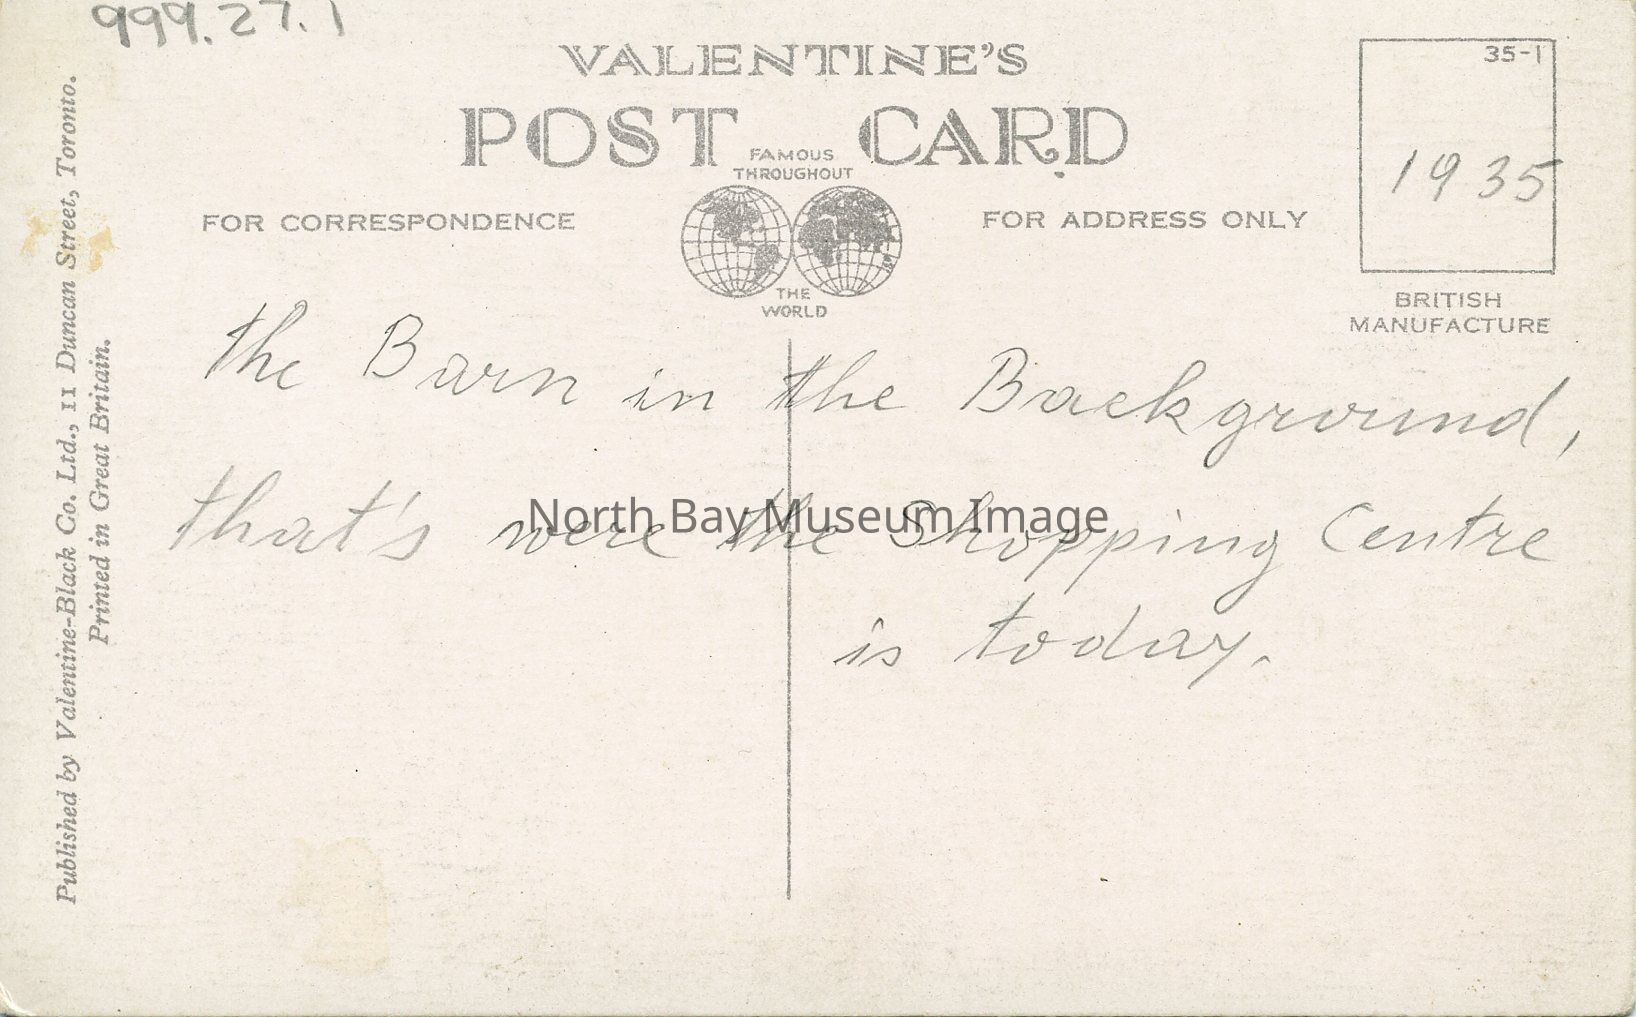 999.27.1
VALENTINE'S
POST CARD
FAMOUS
THROUGHOUT
THE
WORLD
FOR CORRESPONDENCE
FOR ADDRESS ONLY
35-1
1935
BRITISH
MANUFACTURE
the Barn in the Background,
that's were the Shopping Centre
is today.
North Bay Museum Image
Published by Valentine-Black Co. Ltd., 11 Duncan Street, Toronto.
Printed in Great Britain.